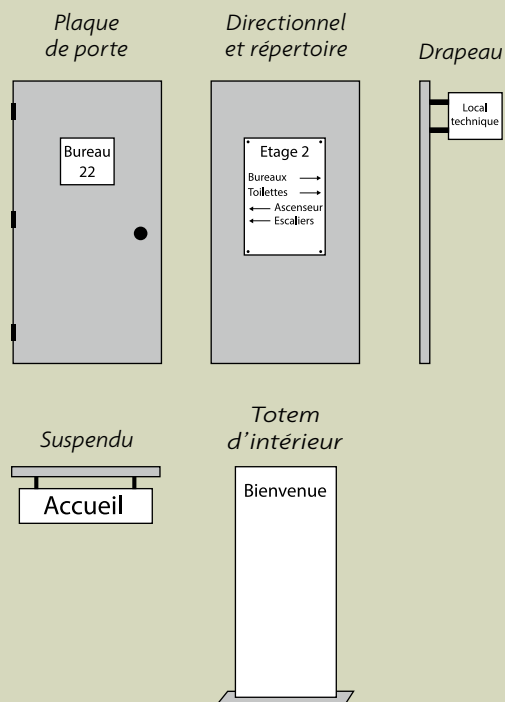 Plaque
de porte
Directionnel
et répertoire
Drapeau
Bureau
22
Etage 2
Bureaux →
Toilettes →
← Ascenseur
← Escaliers
Local
technique
Suspendu
Accueil
Totem
d’intérieur
Bienvenue